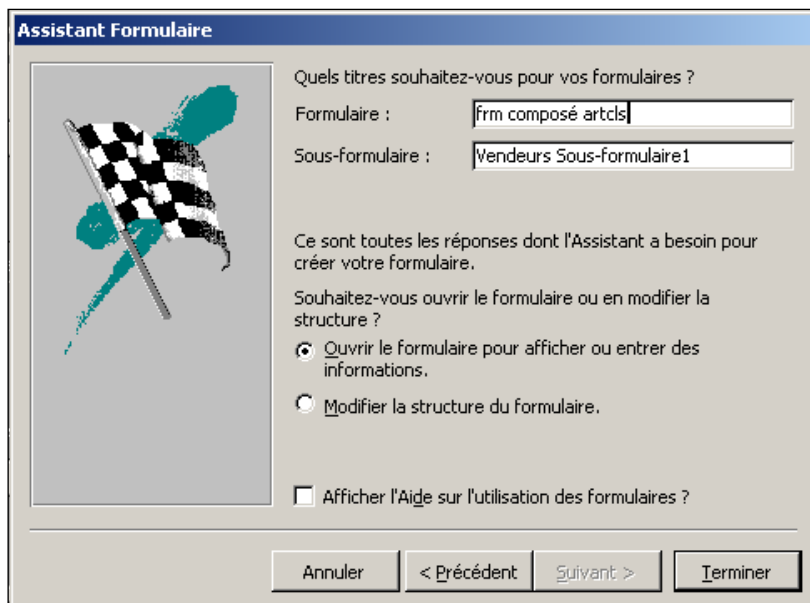 Assistant Formulaire
Quels titres souhaitez-vous pour vos formulaires ?
Formulaire :
frm composé artcls
Sous-formulaire :
Vendeurs Sous-formulaire1
Ce sont toutes les réponses dont l'Assistant a besoin pour
créer votre formulaire.
Souhaitez-vous ouvrir le formulaire ou en modifier la
structure ?
Ouvrir le formulaire pour afficher ou entrer des
informations.
Modifier la structure du formulaire.
Afficher l'Aide sur l'utilisation des formulaires ?
Annuler
< Précédent
Suivant >
Terminer